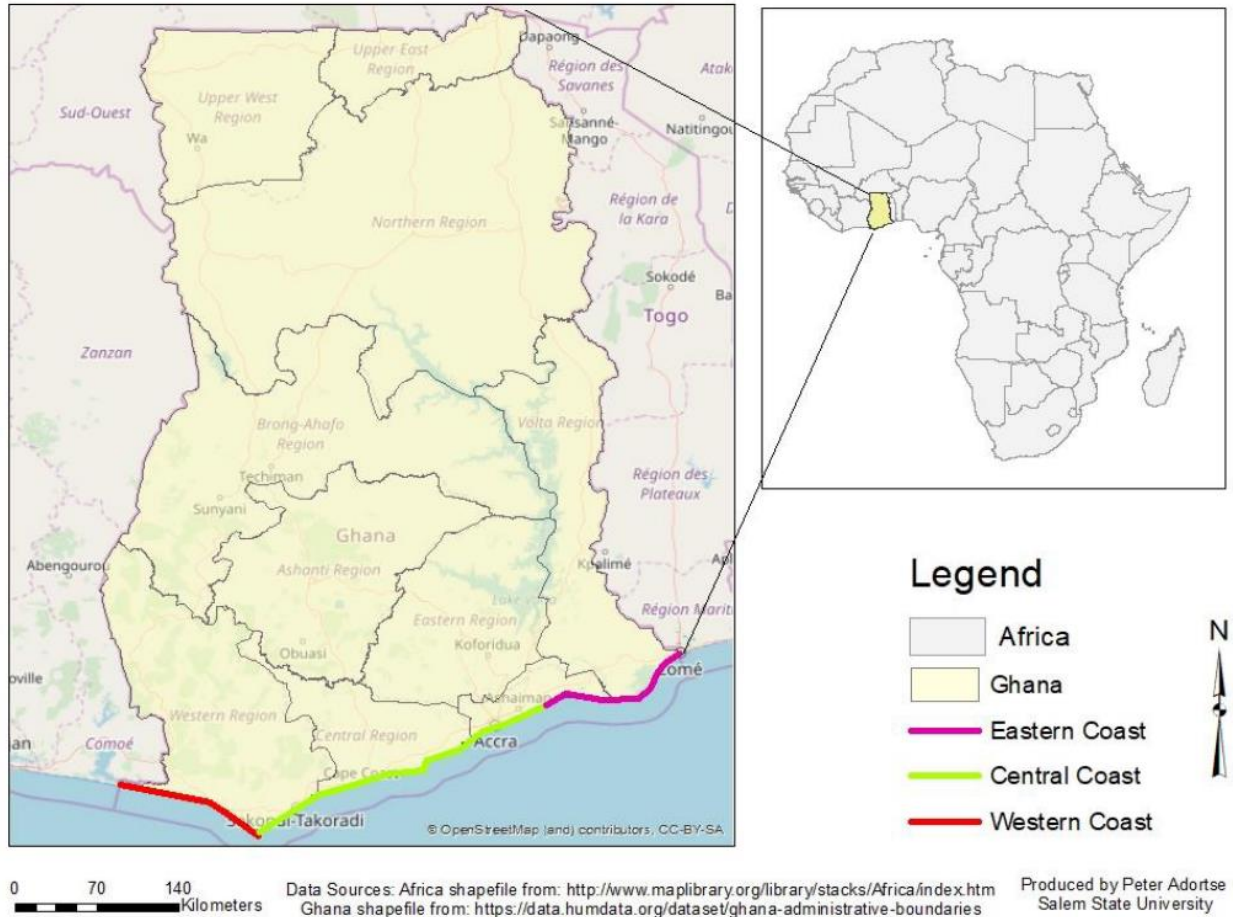 Dapaong
Upper East
Region
Région des
Savanes
Atak
Upper West
Region
Sud-Ouest
Wa
Sansanné-
Mango
Natitingou
Région de
la Kara
Northern Region
Sokodé
Togo
Zanzan
Brong-Ahafo
Region
Volta Region
Techiman
Sunyani
Région des
Plateaux
Ghana
Abengourou
Ashanti Region
Kpalimé
Eastern Region
Région Mariti
Obuasi
Koforidua
Lomé
oville
Western Region
Ashaiman
Central Region
Accra
an
Comoé
Cape Coast
Sekondi-Takoradi
© OpenStreetMap (and) contributors, CC-BY-SA
Legend
Africa
Ghana
Eastern Coast
Central Coast
Western Coast
N
0 70 140
Kilometers
Data Sources: Africa shapefile from: http://www.maplibrary.org/library/stacks/Africa/index.htm
Ghana shapefile from: https://data.humdata.org/dataset/ghana-administrative-boundaries
Produced by Peter Adortse
Salem State University